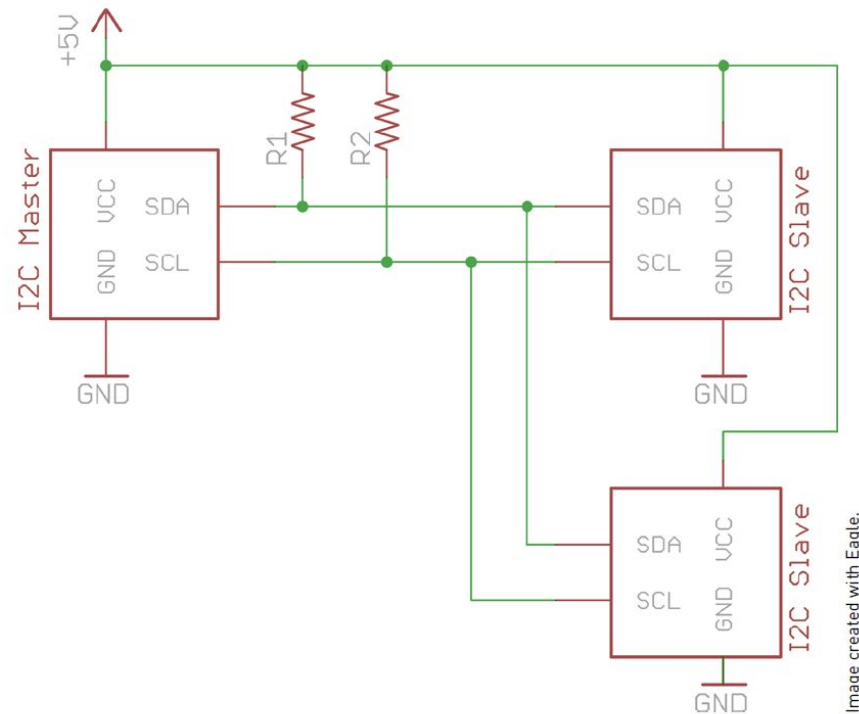 +5V
R1
R2
I2C Master
VCC
SDA
GND
SCL
GND
SDA
VCC
SCL
GND
I2C Slave
GND
SDA
VCC
SCL
GND
I2C Slave
GND
Image created with Eagle.